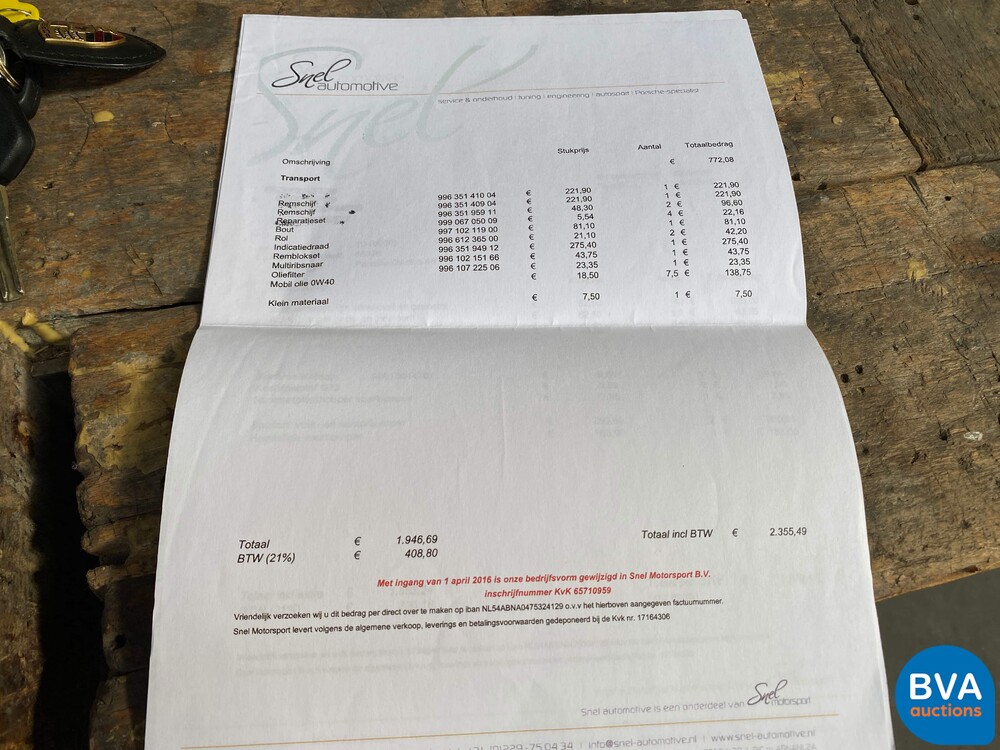 Snel
automotive
service & onderhoud | tuning | engineering | autosport | Porsche-specialist
Snel
Omschrijving Stukprijs Aantal Totaalbedrag
Transport € 772,08
Remschijf 996 351 410 04 € 221,90 1 € 221,90
Remschijf 996 351 409 04 € 221,90 1 € 221,90
Reparatieset 996 351 959 11 € 48,30 2 € 96,60
Bout 999 067 050 09 € 5,54 4 € 22,16
Rol 997 102 119 00 € 81,10 1 € 81,10
Indicatiedraad 996 612 365 00 € 21,10 2 € 42,20
Remblokset 996 351 949 12 € 275,40 1 € 275,40
Multiribsnaar 996 102 151 66 € 43,75 1 € 43,75
Oliefilter 996 107 225 06 € 23,35 1 € 23,35
Mobil olie 0W40 € 18,50 7,5 € 138,75
Klein materiaal € 7,50 1 € 7,50
Totaal € 1.946,69 Totaal incl BTW € 2.355,49
BTW (21%) € 408,80
Met ingang van 1 april 2016 is onze bedrijfsvorm gewijzigd in Snel Motorsport B.V.
inschrijfnummer KvK 65710959
Vriendelijk verzoeken wij u dit bedrag per direct over te maken op iban NL54ABNA0475324129 o.v.v het hierboven aangegeven factuurnummer.
Snel Motorsport levert volgens de algemene verkoop, leverings en betalingsvoorwaarden gedeponeerd bij de Kvk nr. 17164306
Snel automotive is een onderdeel van Snel motorsport
(0)229 - 75 04 34 | info@snel-automotive.nl | www.snel-automotive.nl
BVA
auctions